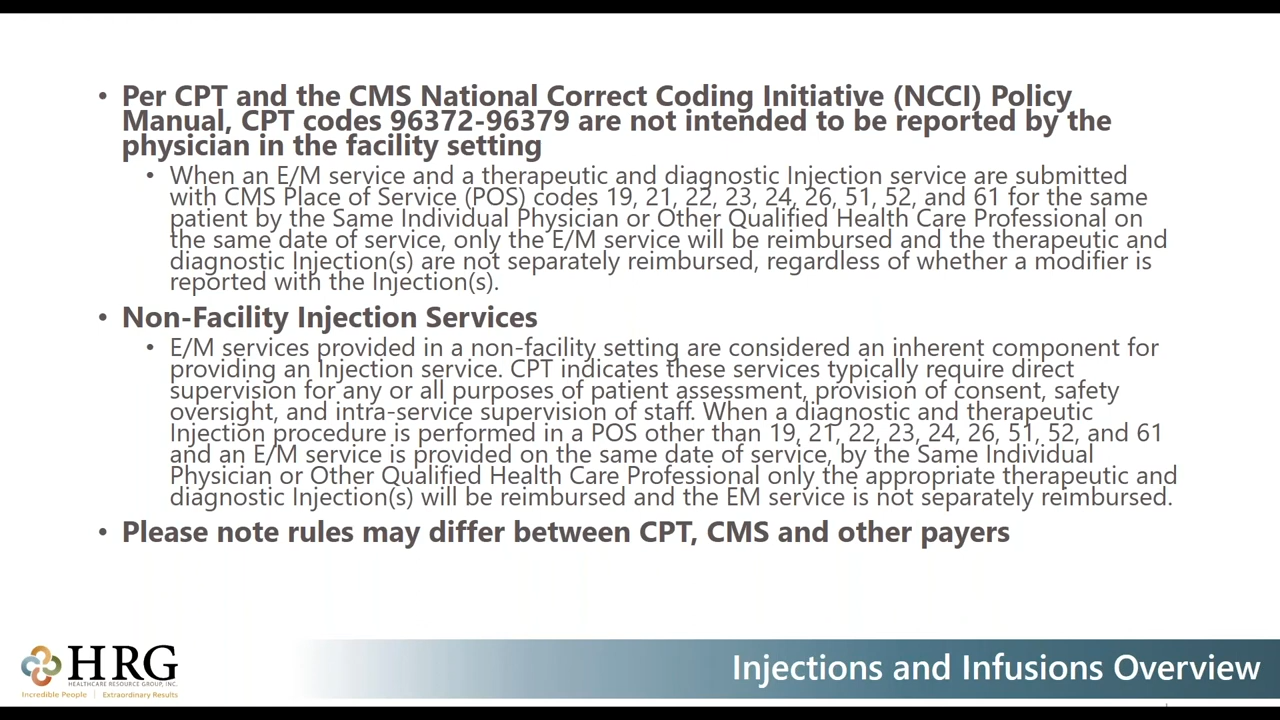 • Per CPT and the CMS National Correct Coding Initiative (NCCI) Policy
Manual, CPT codes 96372-96379 are not intended to be reported by the
physician in the facility setting
• When an E/M service and a therapeutic and diagnostic Injection service are submitted
with CMS Place of Service (POS) codes 19, 21, 22, 23, 24, 26, 51, 52, and 61 for the same
patient by the Same Individual Physician or Other Qualified Health Care Professional on
the same date of service, only the E/M service will be reimbursed and the therapeutic and
diagnostic Injection(s) are not separately reimbursed, regardless of whether a modifier is
reported with the Injection(s).
• Non-Facility Injection Services
• E/M services provided in a non-facility setting are considered an inherent component for
providing an Injection service. CPT indicates these services typically require direct
supervision for any or all purposes of patient assessment, provision of consent, safety
oversight, and intra-service supervision of staff. When a diagnostic and therapeutic
Injection procedure is performed in a POS other than 19, 21, 22, 23, 24, 26, 51, 52, and 61
and an E/M service is provided on the same date of service, by the Same Individual
Physician or Other Qualified Health Care Professional only the appropriate therapeutic and
diagnostic Injection(s) will be reimbursed and the EM service is not separately reimbursed.
• Please note rules may differ between CPT, CMS and other payers
HRG
HEALTHCARE RESOURCE GROUP, INC.
Incredible People | Extraordinary Results
Injections and Infusions Overview